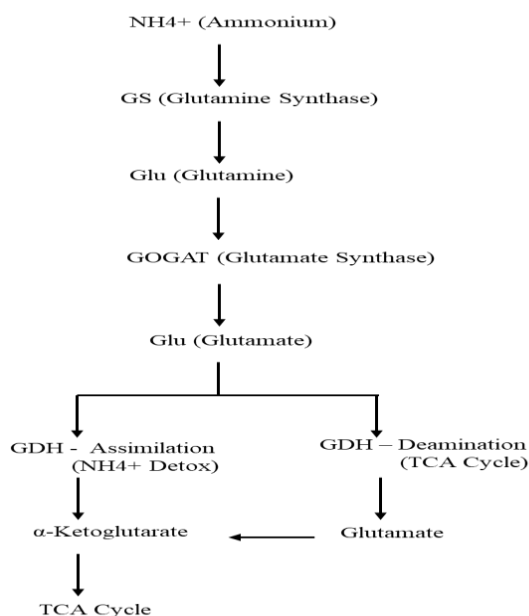 NH4+ (Ammonium)
GS (Glutamine Synthase)
Glu (Glutamine)
GOGAT (Glutamate Synthase)
Glu (Glutamate)
GDH - Assimilation
(NH4+ Detox)
GDH – Deamination
(TCA Cycle)
α-Ketoglutarate
Glutamate
TCA Cycle